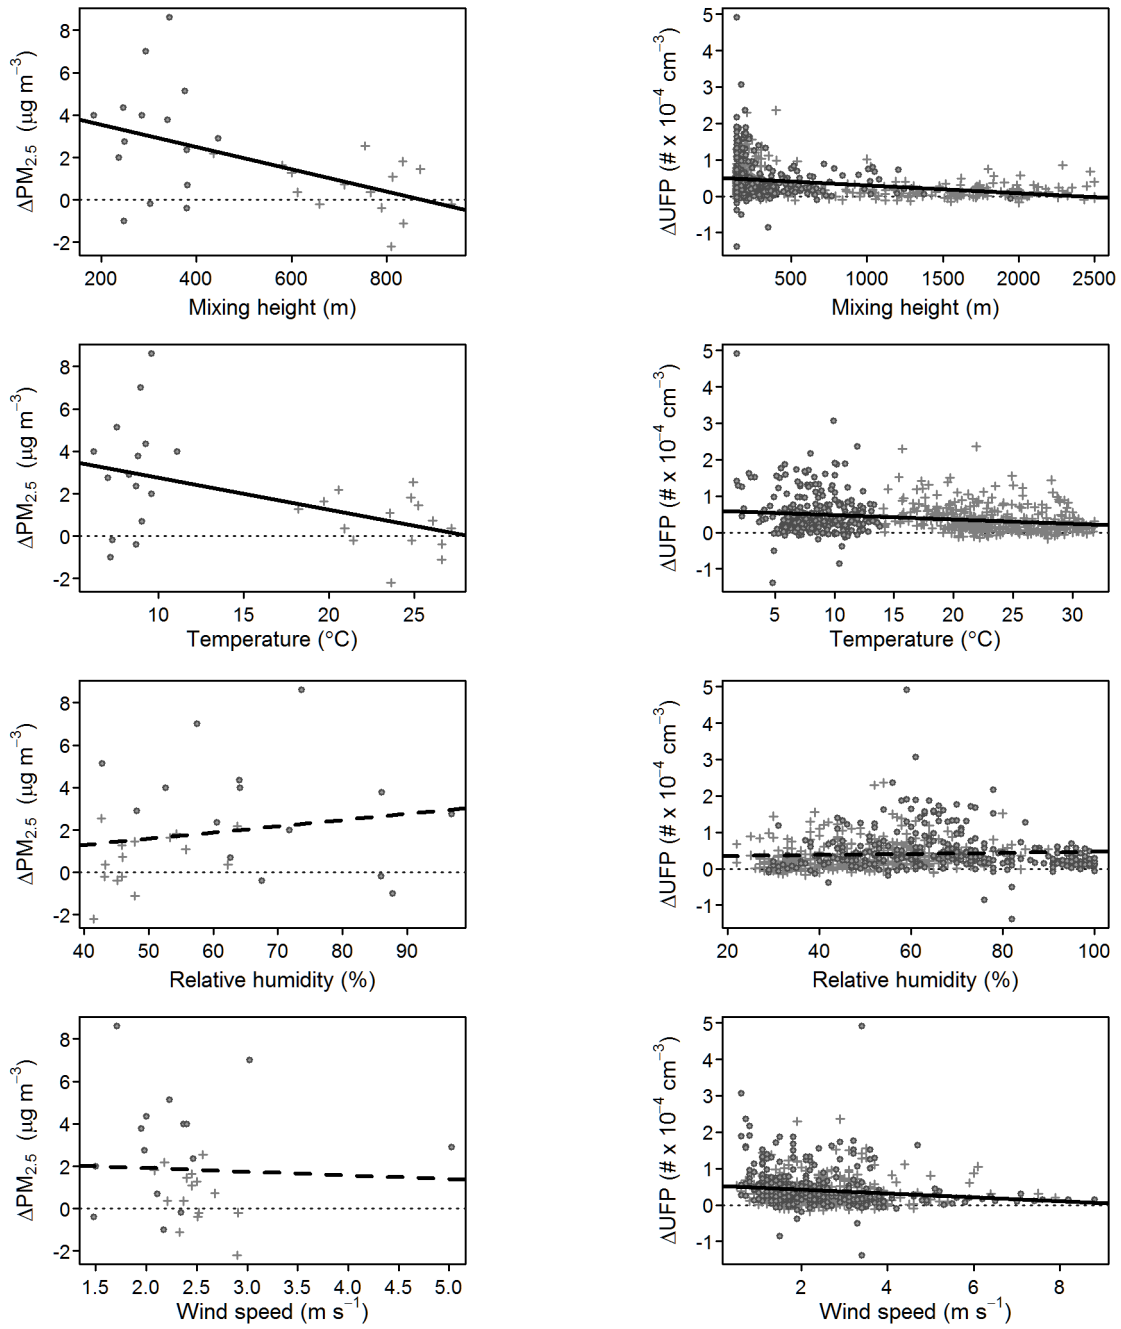 ΔPM2.5 (µg m−3)
8
6
4
2
0
-2
200 400 600 800
Mixing height (m)
ΔUFP (# x 10−4 cm−3)
5
4
3
2
1
0
-1
500 1000 1500 2000 2500
Mixing height (m)
ΔPM2.5 (µg m−3)
8
6
4
2
0
-2
10 15 20 25
Temperature (°C)
ΔUFP (# x 10−4 cm−3)
5
4
3
2
1
0
-1
5 10 15 20 25 30
Temperature (°C)
ΔPM2.5 (µg m−3)
8
6
4
2
0
-2
40 50 60 70 80 90
Relative humidity (%)
ΔUFP (# x 10−4 cm−3)
5
4
3
2
1
0
-1
20 40 60 80 100
Relative humidity (%)
ΔPM2.5 (µg m−3)
8
6
4
2
0
-2
1.5 2.0 2.5 3.0 3.5 4.0 4.5 5.0
Wind speed (m s−1)
ΔUFP (# x 10−4 cm−3)
5
4
3
2
1
0
-1
2 4 6 8
Wind speed (m s−1)